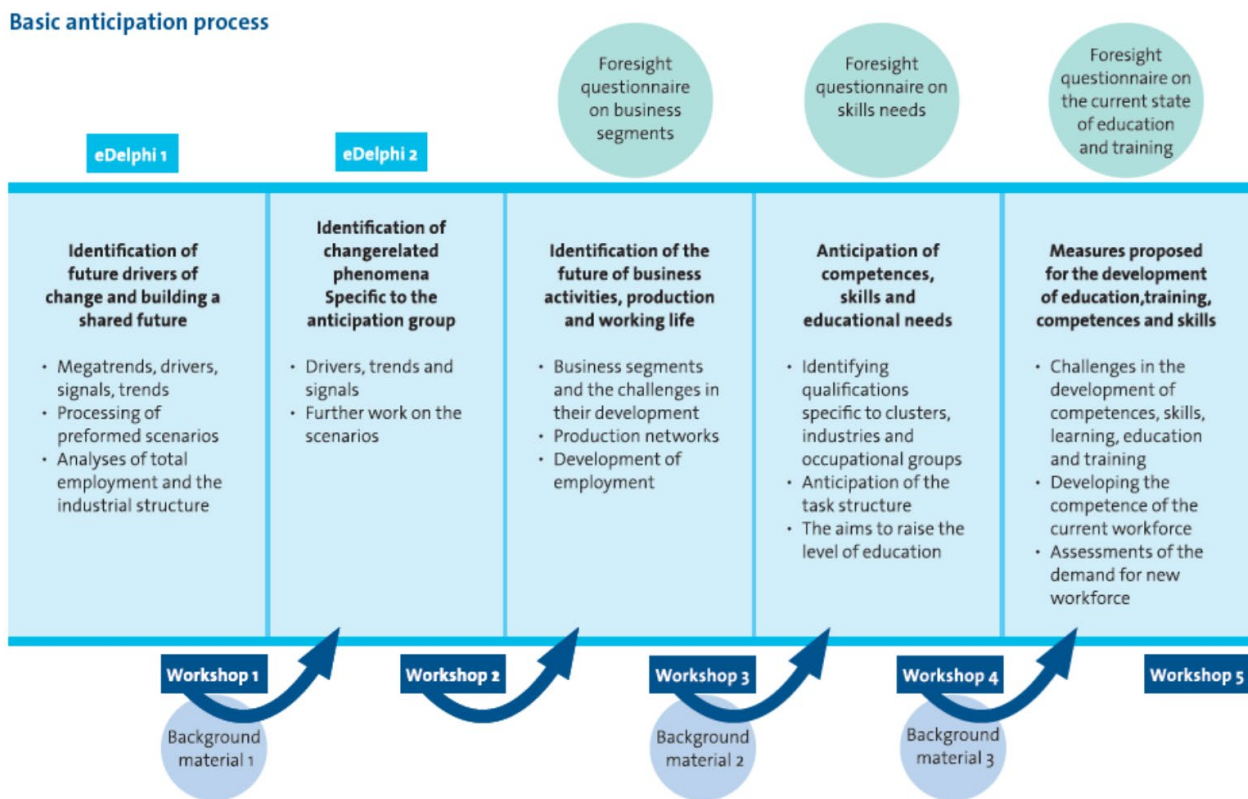 Basic anticipation process
Foresight
questionnaire
on business
segments
Foresight
questionnaire on
skills needs
Foresight
questionnaire on
the current state
of education
and training
eDelphi 1
eDelphi 2
Identification of
future drivers of
change and building a
shared future
• Megatrends, drivers,
signals, trends
• Processing of
preformed scenarios
• Analyses of total
employment and the
industrial structure
Identification of
changerelated
phenomena
Specific to the
anticipation group
• Drivers, trends and
signals
• Further work on the
scenarios
Identification of the
future of business
activities, production
and working life
• Business segments
and the challenges in
their development
• Production networks
• Development of
employment
Anticipation of
competences,
skills and
educational needs
• Identifying
qualifications
specific to clusters,
industries and
occupational groups
• Anticipation of the
task structure
• The aims to raise the
level of education
Measures proposed
for the development
of education,training,
competences and skills
• Challenges in the
development of
competences, skills,
learning, education
and training
• Developing the
competence of the
current workforce
• Assessments of the
demand for new
workforce
Workshop 1
Workshop 2
Workshop 3
Workshop 4
Workshop 5
Background
material 1
Background
material 2
Background
material 3